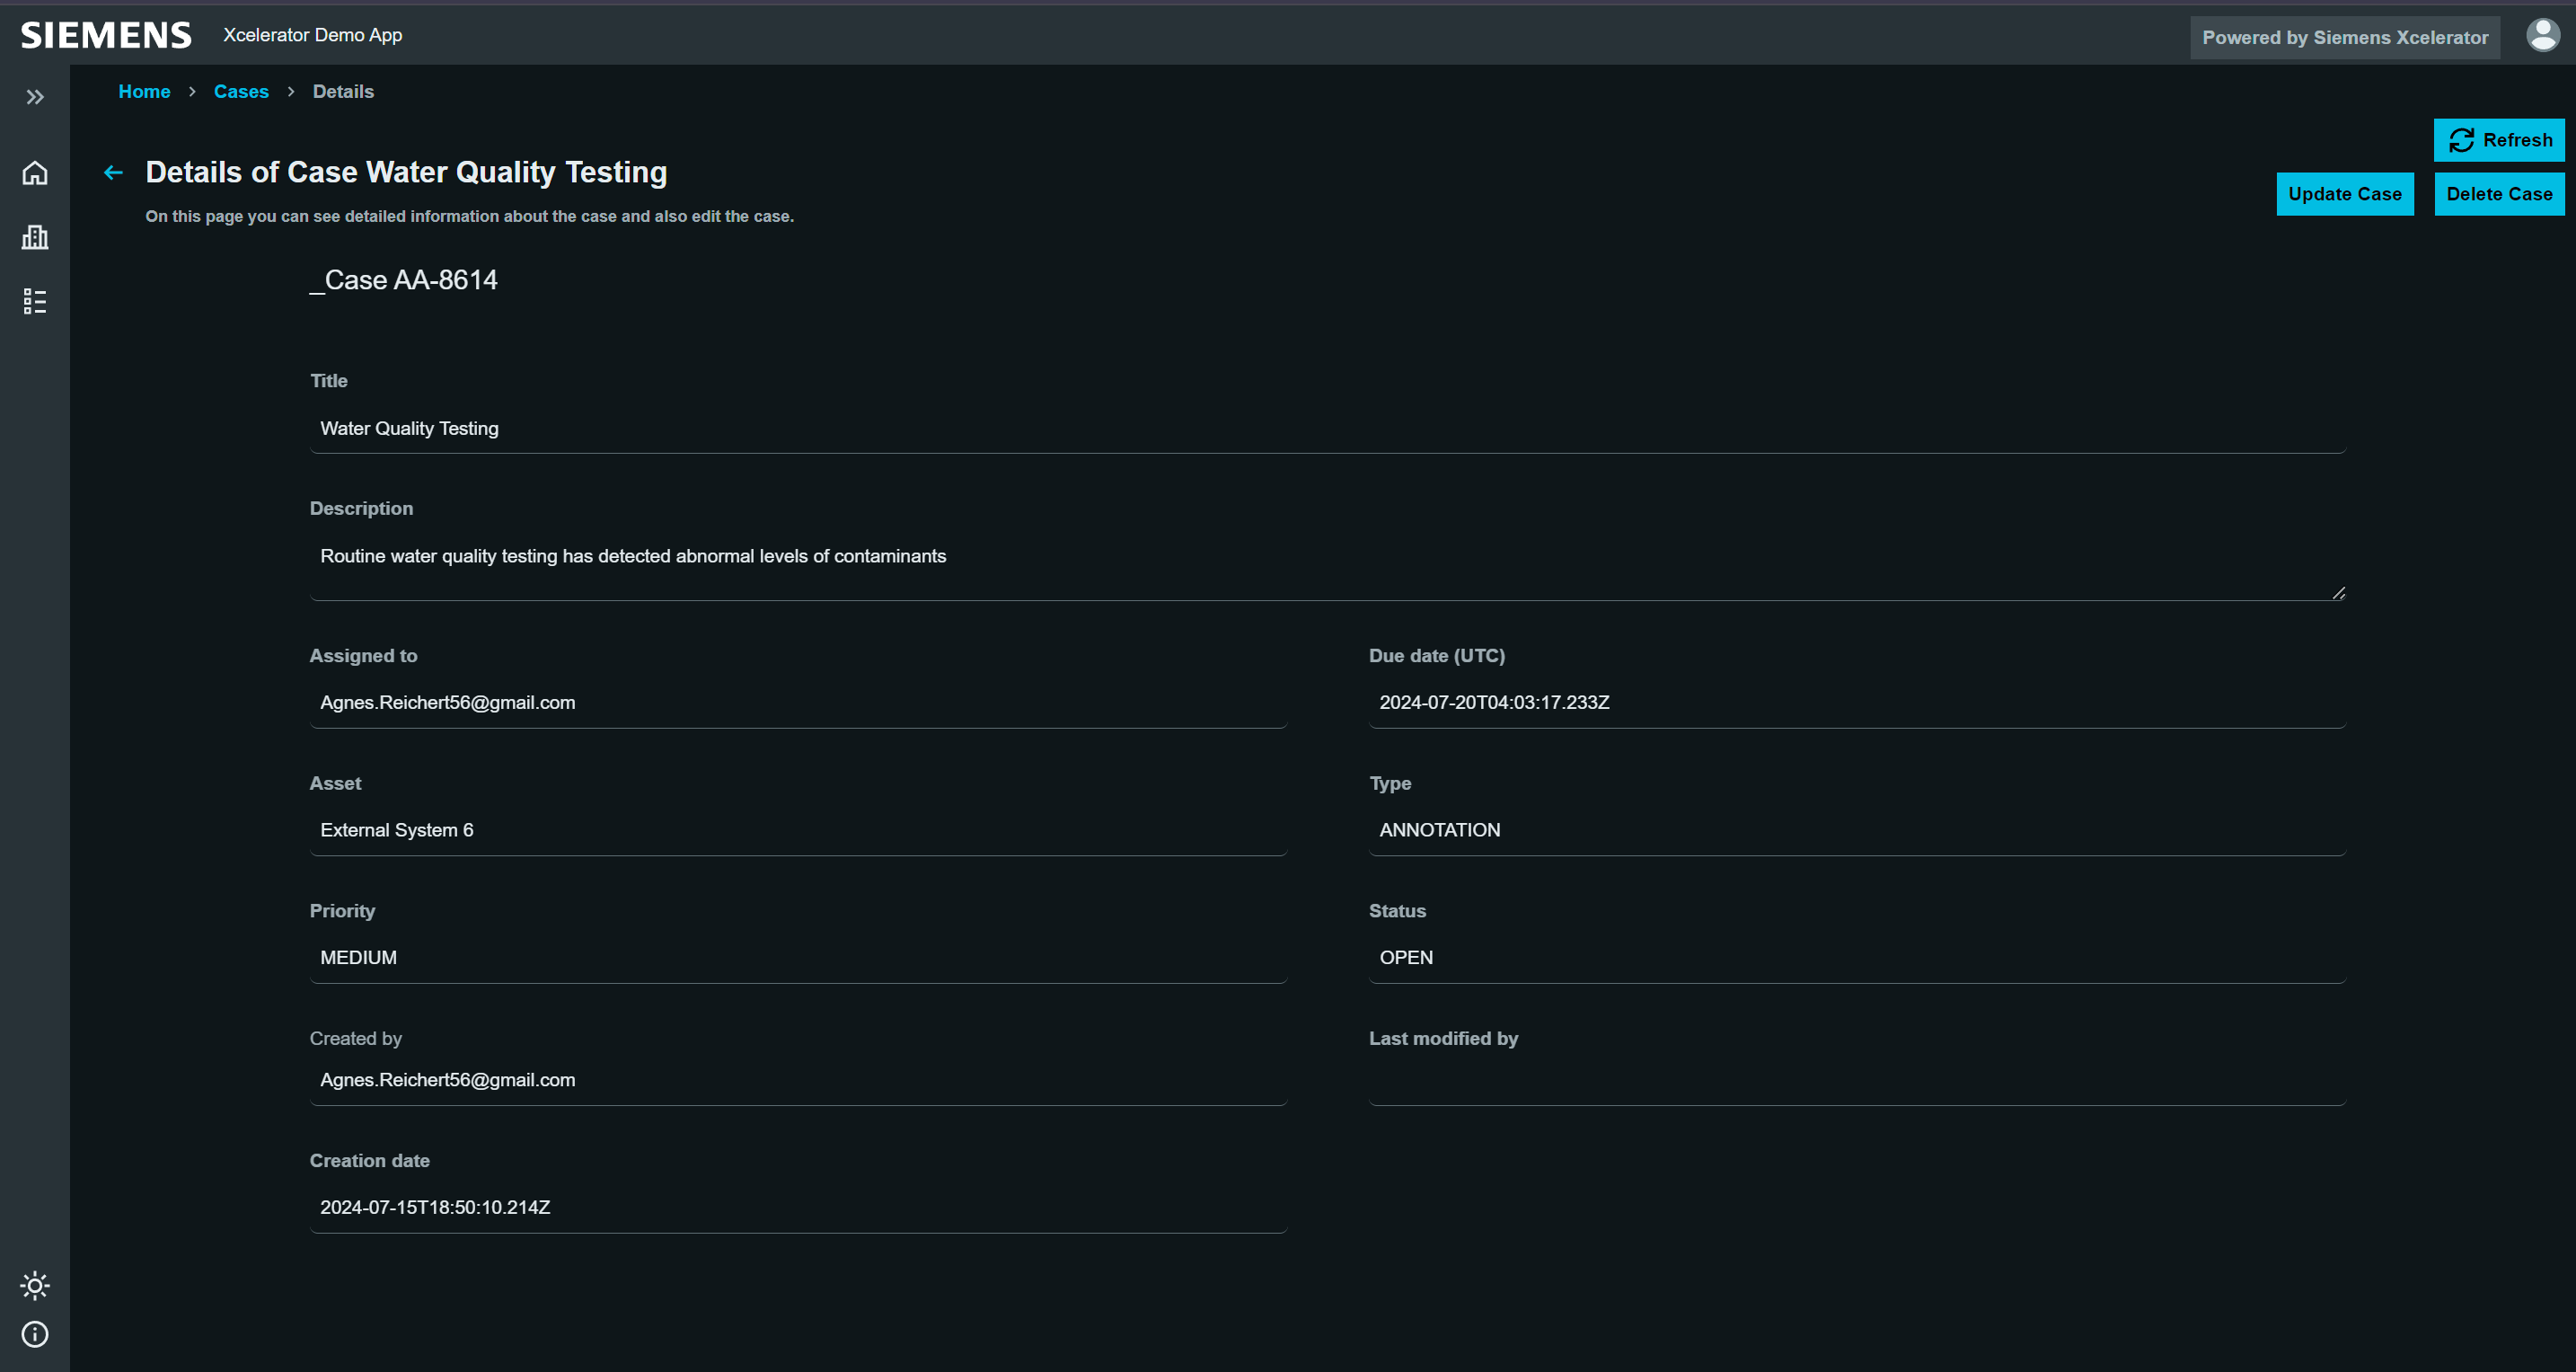 SIEMENS
Xcelerator Demo App
Powered by Siemens Xcelerator
Home
Cases
Details
Refresh
Details of Case Water Quality Testing
Update Case
Delete Case
On this page you can see detailed information about the case and also edit the case.
_Case AA-8614
Title
Water Quality Testing
Description
Routine water quality testing has detected abnormal levels of contaminants
Assigned to
Agnes.Reichert56@gmail.com
Due date (UTC)
2024-07-20T04:03:17.233Z
Asset
External System 6
Type
ANNOTATION
Priority
MEDIUM
Status
OPEN
Created by
Agnes.Reichert56@gmail.com
Last modified by
Creation date
2024-07-15T18:50:10.214Z